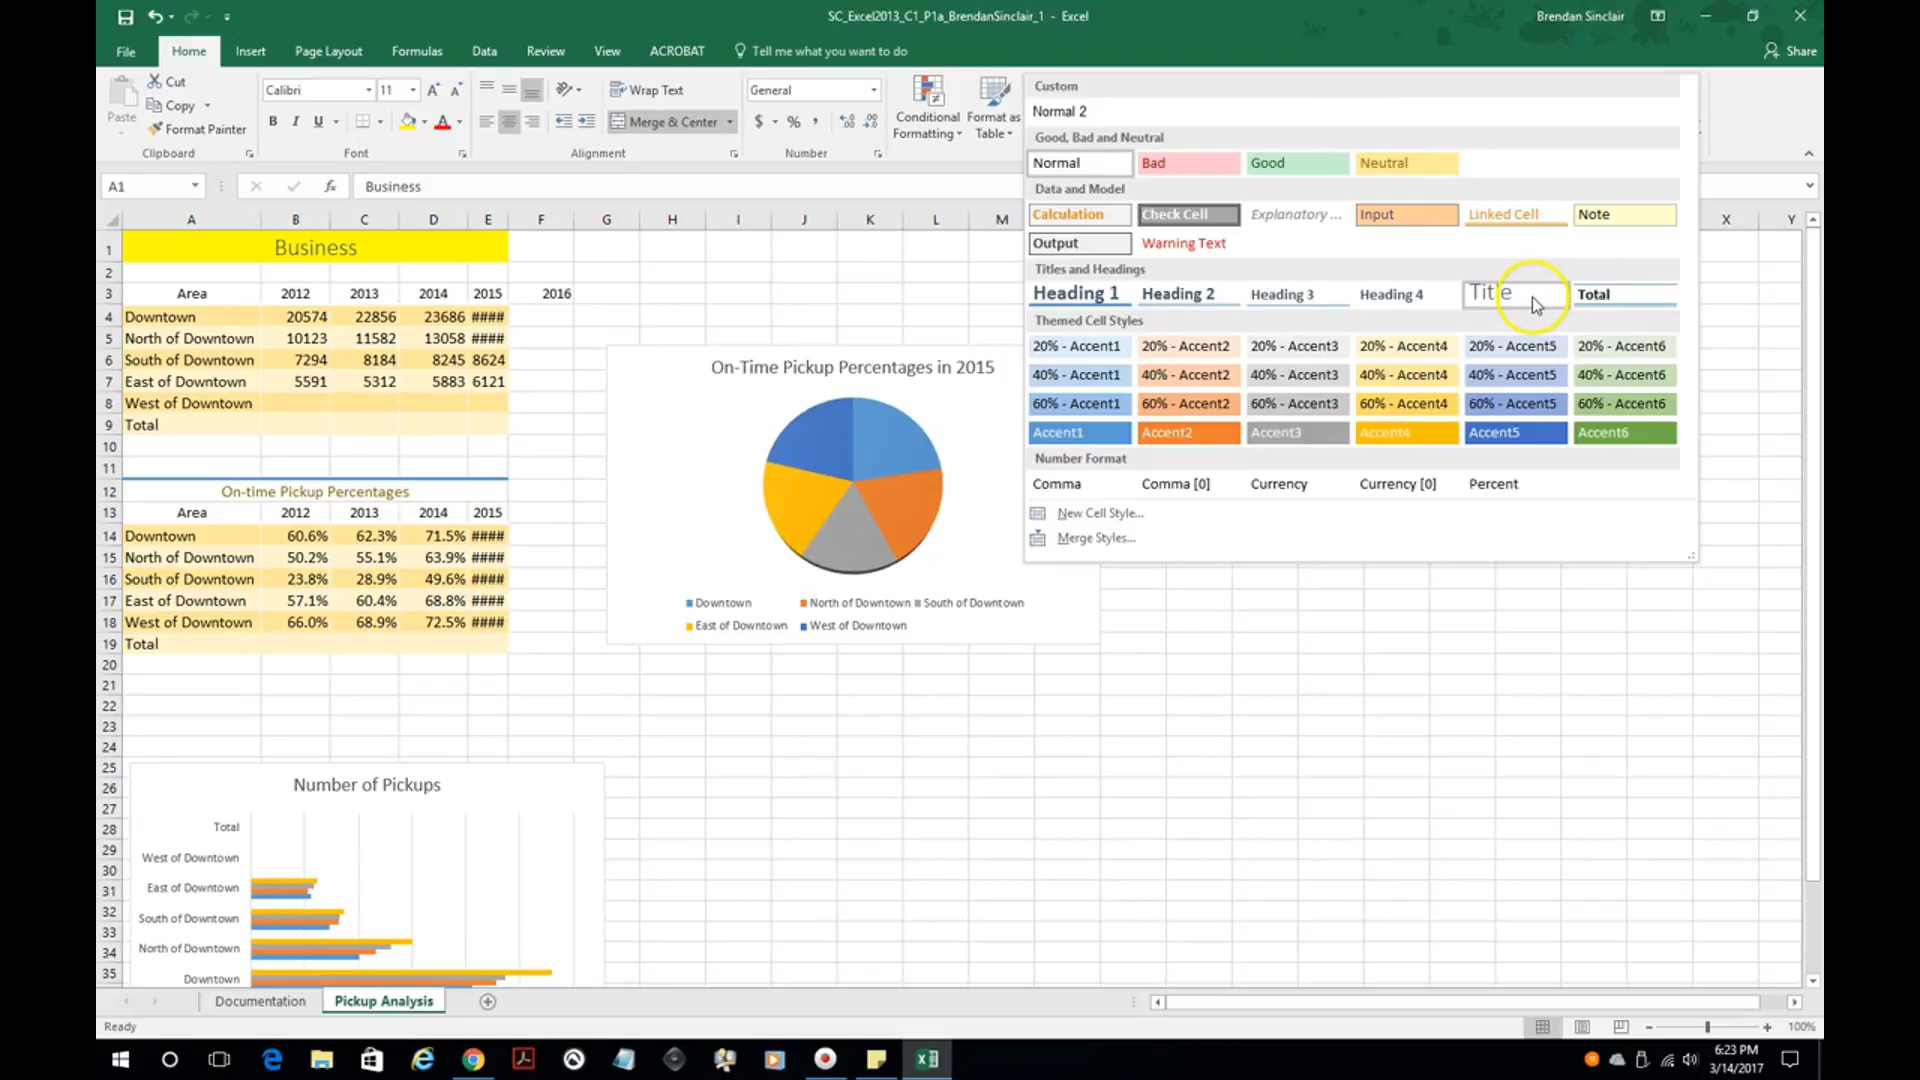 SC_Excel2013_C1_P1a_BrendanSinclair_1 - Excel
Brendan Sinclair
File Home Insert Page Layout Formulas Data Review View ACROBAT Tell me what you want to do
Share
Paste
Cut
Copy
Format Painter
Clipboard
Calibri 11
B I U
Font
Wrap Text
Merge & Center
Alignment
General
$ % ,
Number
Conditional Formatting
Format as Table
Custom
Normal 2
Good, Bad and Neutral
Normal Bad Good Neutral
Data and Model
Calculation Check Cell Explanatory ... Input Linked Cell Note
Output Warning Text
Titles and Headings
Heading 1 Heading 2 Heading 3 Heading 4 Title Total
Themed Cell Styles
20% - Accent1 20% - Accent2 20% - Accent3 20% - Accent4 20% - Accent5 20% - Accent6
40% - Accent1 40% - Accent2 40% - Accent3 40% - Accent4 40% - Accent5 40% - Accent6
60% - Accent1 60% - Accent2 60% - Accent3 60% - Accent4 60% - Accent5 60% - Accent6
Accent1 Accent2 Accent3 Accent4 Accent5 Accent6
Number Format
Comma Comma [0] Currency Currency [0] Percent
New Cell Style...
Merge Styles...
A1 fx Business
A B C D E F G H I J K L M X Y
1 Business
2
3 Area 2012 2013 2014 2015 2016
4 Downtown 20574 22856 23686 ####
5 North of Downtown 10123 11582 13058 ####
6 South of Downtown 7294 8184 8245 8624
7 East of Downtown 5591 5312 5883 6121
8 West of Downtown
9 Total
10
11
12 On-time Pickup Percentages
13 Area 2012 2013 2014 2015
14 Downtown 60.6% 62.3% 71.5% ####
15 North of Downtown 50.2% 55.1% 63.9% ####
16 South of Downtown 23.8% 28.9% 49.6% ####
17 East of Downtown 57.1% 60.4% 68.8% ####
18 West of Downtown 66.0% 68.9% 72.5% ####
19 Total
20
21
22
23
24
25
26
27
28
29
30
31
32
33
34
35
On-Time Pickup Percentages in 2015
Downtown North of Downtown South of Downtown
East of Downtown West of Downtown
Number of Pickups
Total
West of Downtown
East of Downtown
South of Downtown
North of Downtown
Downtown
Documentation Pickup Analysis
Ready
100%
6:23 PM
3/14/2017